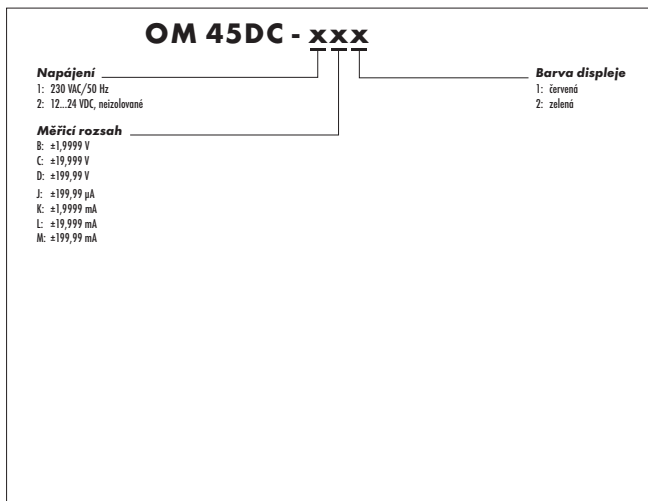 OM 45DC - xxx
Napájení
1: 230 VAC/50 Hz
2: 12...24 VDC, neizolované
Měřicí rozsah
B: ±1,9999 V
C: ±19,999 V
D: ±199,99 V
J: ±199,99 µA
K: ±1,9999 mA
L: ±19,999 mA
M: ±199,99 mA
Barva displeje
1: červená
2: zelená